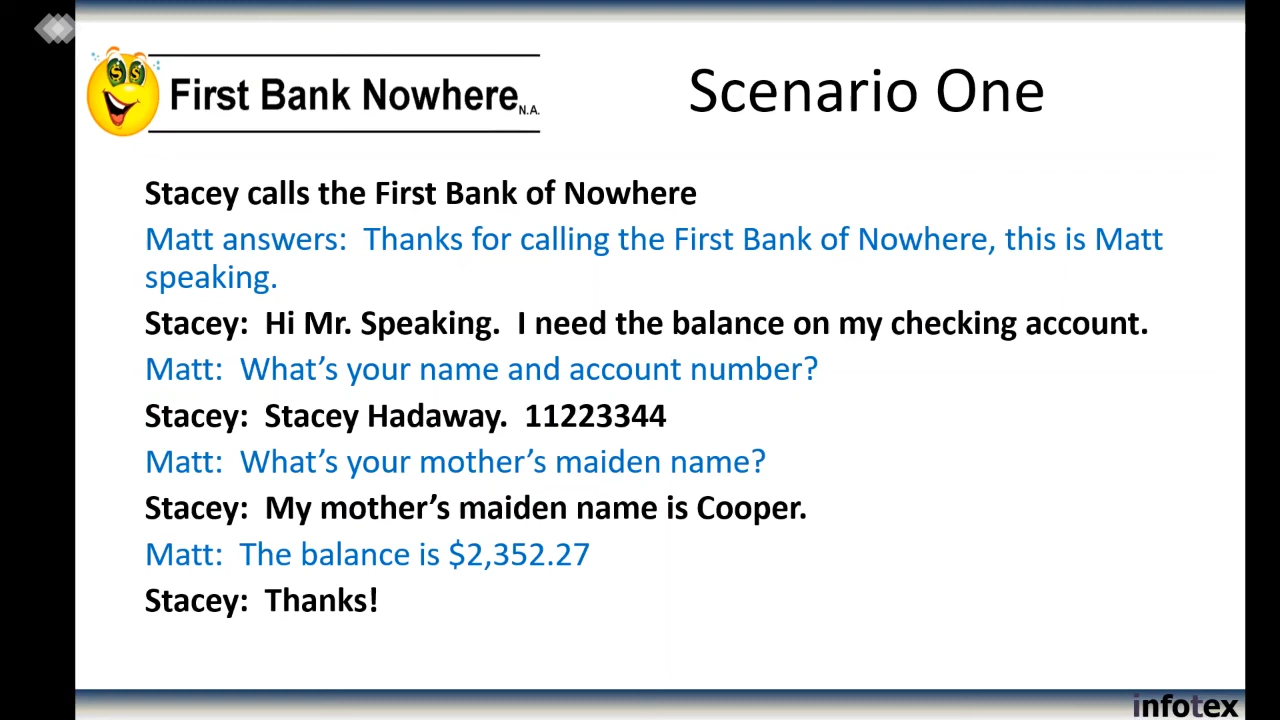 First Bank Nowhere N.A.
Scenario One
Stacey calls the First Bank of Nowhere
Matt answers:  Thanks for calling the First Bank of Nowhere, this is Matt
speaking.
Stacey:  Hi Mr. Speaking.  I need the balance on my checking account.
Matt:  What’s your name and account number?
Stacey:  Stacey Hadaway.  11223344
Matt:  What’s your mother’s maiden name?
Stacey:  My mother’s maiden name is Cooper.
Matt:  The balance is $2,352.27
Stacey:  Thanks!
infotex